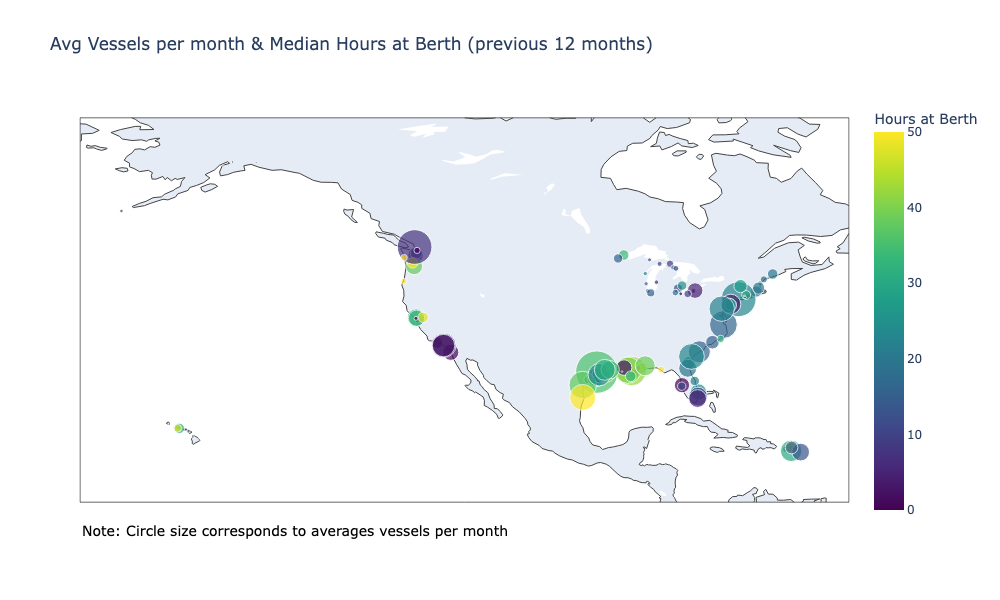 Avg Vessels per month & Median Hours at Berth (previous 12 months)
Hours at Berth
50
40
30
20
10
0
Note: Circle size corresponds to averages vessels per month